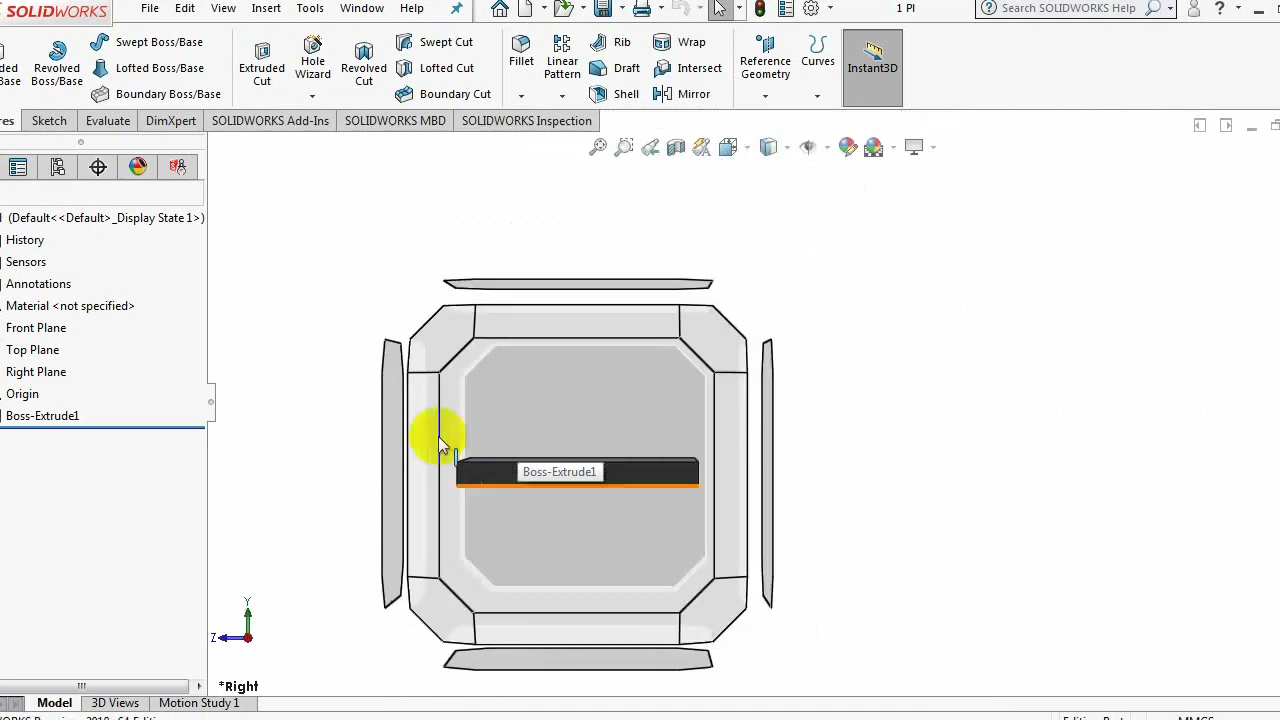 SOLIDWORKS File Edit View Insert Tools Window Help 1 Pl Search SOLIDWORKS Help ?
Revolved Boss/Base
Swept Boss/Base
Lofted Boss/Base
Boundary Boss/Base
Extruded Cut
Hole Wizard
Revolved Cut
Swept Cut
Lofted Cut
Boundary Cut
Fillet
Linear Pattern
Rib
Draft
Shell
Wrap
Intersect
Mirror
Reference Geometry
Curves
Instant3D
Sketch Evaluate DimXpert SOLIDWORKS Add-Ins SOLIDWORKS MBD SOLIDWORKS Inspection
(Default<<Default>_Display State 1>)
History
Sensors
Annotations
Material <not specified>
Front Plane
Top Plane
Right Plane
Origin
Boss-Extrude1
Boss-Extrude1
Y
Z
*Right
Model 3D Views Motion Study 1